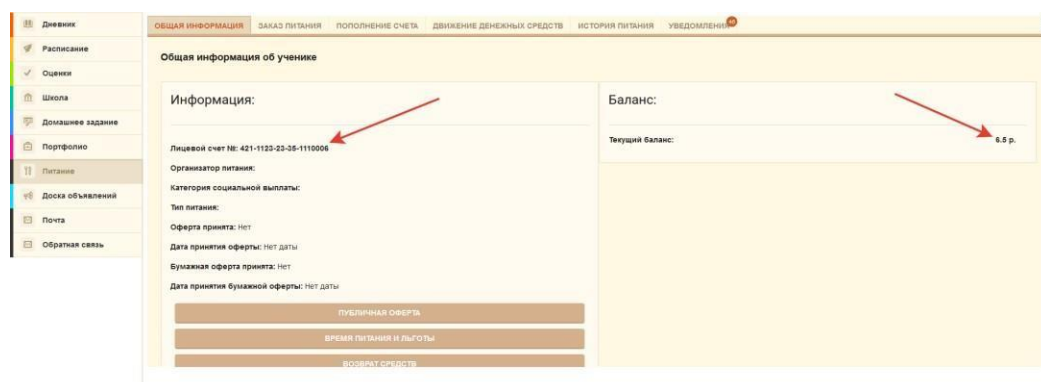 Дневник
Расписание
Оценки
Школа
Домашнее задание
Портфолио
Питание
Доска объявлений
Почта
Обратная связь
ОБЩАЯ ИНФОРМАЦИЯ ЗАКАЗ ПИТАНИЯ ПОПОЛНЕНИЕ СЧЕТА ДВИЖЕНИЕ ДЕНЕЖНЫХ СРЕДСТВ ИСТОРИЯ ПИТАНИЯ УВЕДОМЛЕНИЯ
Общая информация об ученике
Информация:
Лицевой счет №: 421-1123-23-35-1110006
Организатор питания:
Категория социальной выплаты:
Тип питания:
Оферта принята: Нет
Дата принятия оферты: Нет даты
Бумажная оферта принята: Нет
Дата принятия бумажной оферты: Нет даты
ПУБЛИЧНАЯ ОФЕРТА
ВРЕМЯ ПИТАНИЯ И ЛЬГОТЫ
ВОЗВРАТ СРЕДСТВ
Баланс:
Текущий баланс: 6.5 р.